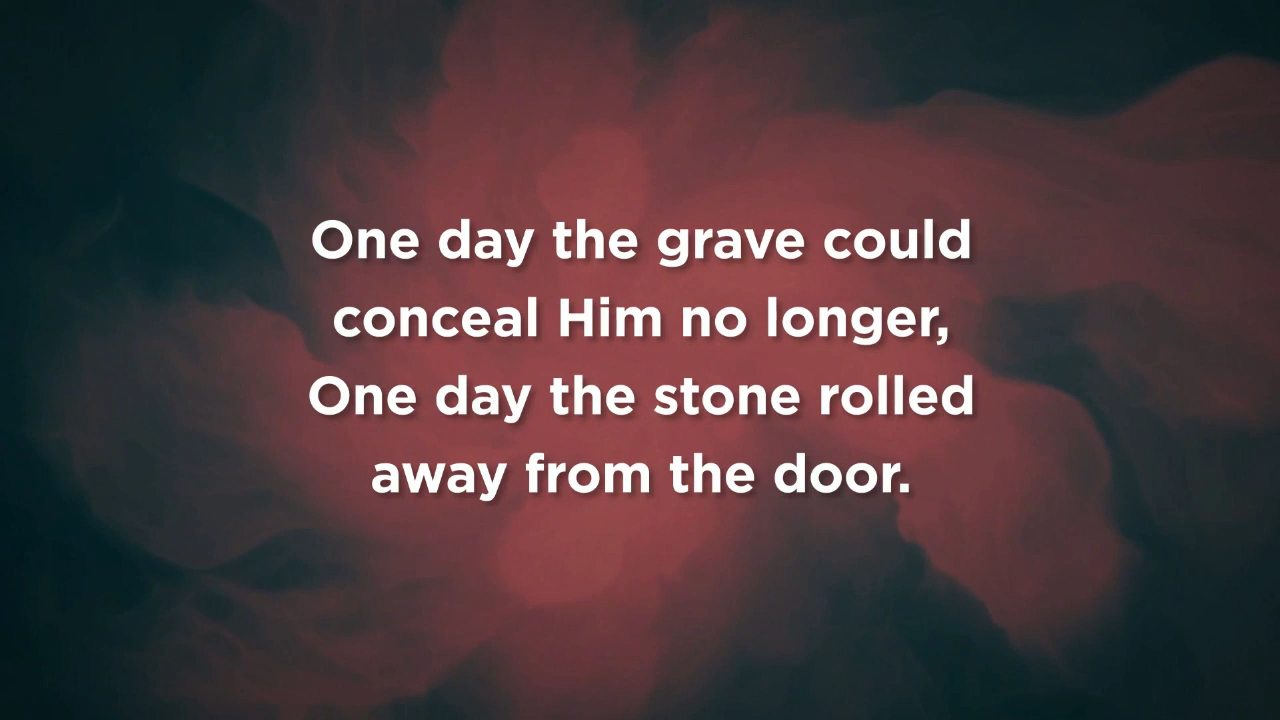 One day the grave could
conceal Him no longer,
One day the stone rolled
away from the door.